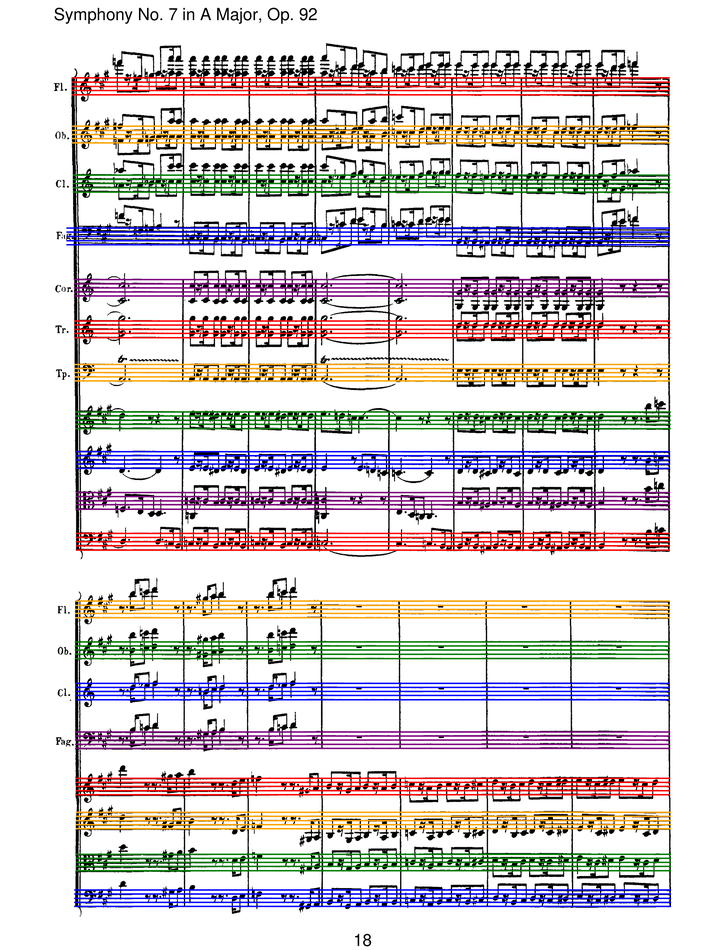 Symphony No. 7 in A Major, Op. 92
Fl.
Ob.
Cl.
Fag.
Cor.
Tr.
Tp.
Fl.
Ob.
Cl.
Fag.
18